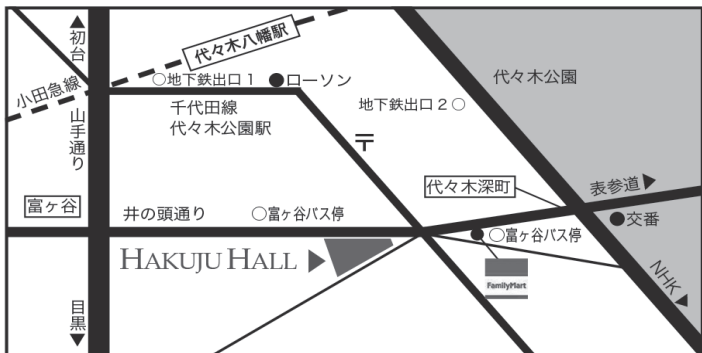 ▲初台
代々木八幡駅
小田急線
○地下鉄出口1
●ローソン
代々木公園
地下鉄出口2○
山手通り
千代田線
代々木公園駅
〒
代々木深町
表参道▶
富ヶ谷
井の頭通り
○富ヶ谷バス停
●交番
○富ヶ谷バス停
HAKUJU HALL ▶
FamilyMart
NHK▶
目黒▼